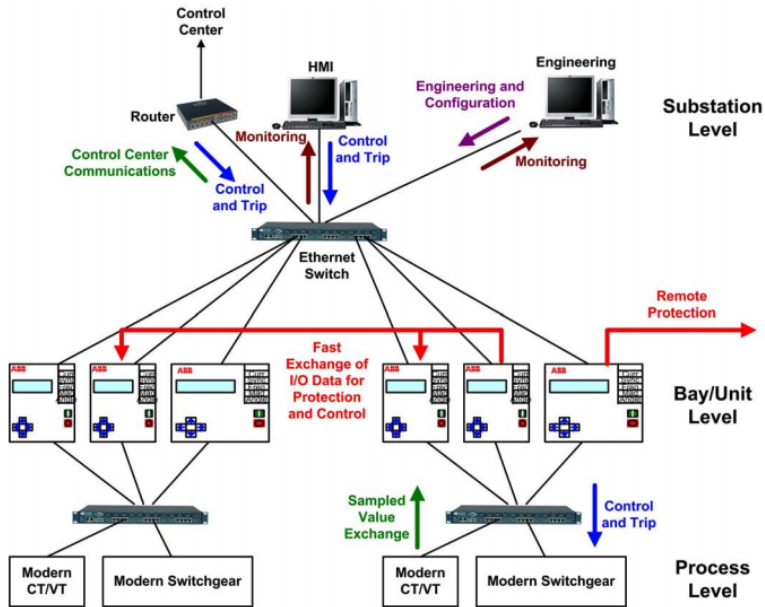 Control
Center
HMI
Engineering
Engineering and
Configuration
Substation
Level
Router
Monitoring
Control
and Trip
Control Center
Communications
Control
and Trip
Monitoring
Ethernet
Switch
Remote
Protection
Fast
Exchange of
I/O Data for
Protection
and Control
ABB
ABB
ABB
ABB
ABB
ABB
Bay/Unit
Level
Sampled
Value
Exchange
Control
and Trip
Modern
CT/VT
Modern Switchgear
Modern
CT/VT
Modern Switchgear
Process
Level